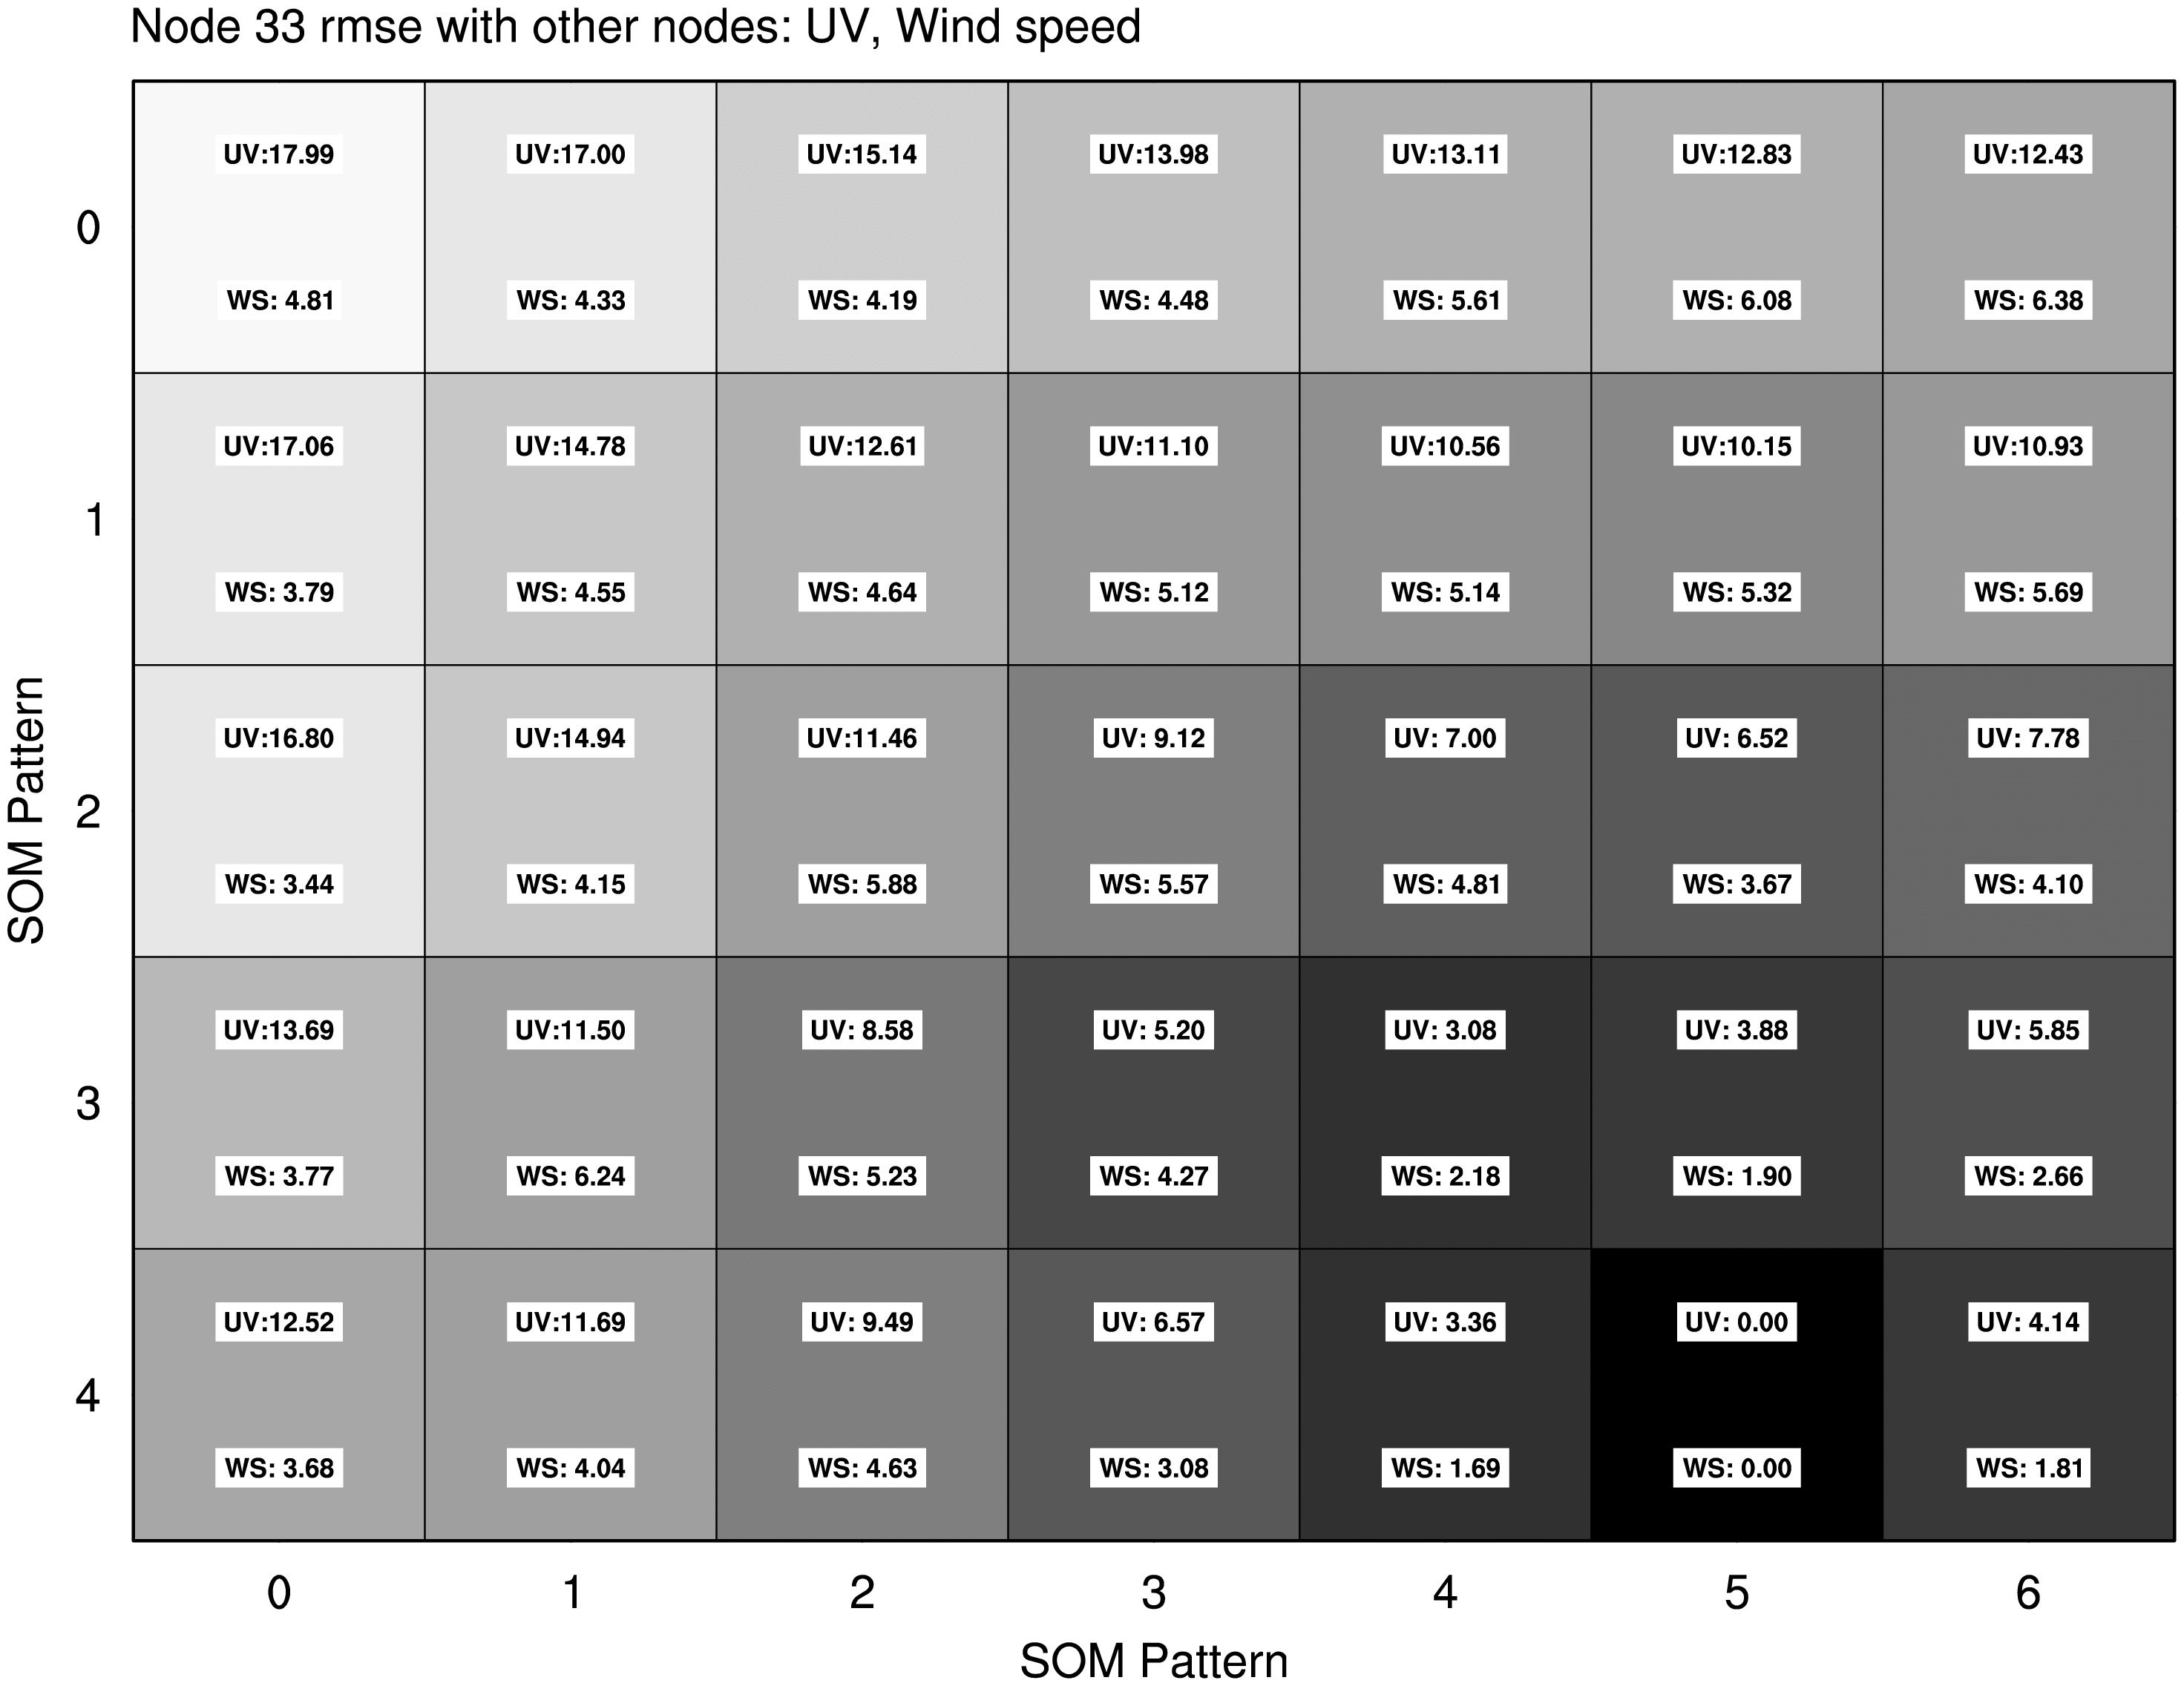 Node 33 rmse with other nodes: UV, Wind speed
UV:17.99 UV:17.00 UV:15.14 UV:13.98 UV:13.11 UV:12.83 UV:12.43
0
WS: 4.81 WS: 4.33 WS: 4.19 WS: 4.48 WS: 5.61 WS: 6.08 WS: 6.38
UV:17.06 UV:14.78 UV:12.61 UV:11.10 UV:10.56 UV:10.15 UV:10.93
1
WS: 3.79 WS: 4.55 WS: 4.64 WS: 5.12 WS: 5.14 WS: 5.32 WS: 5.69
UV:16.80 UV:14.94 UV:11.46 UV: 9.12 UV: 7.00 UV: 6.52 UV: 7.78
SOM Pattern
2
WS: 3.44 WS: 4.15 WS: 5.88 WS: 5.57 WS: 4.81 WS: 3.67 WS: 4.10
UV:13.69 UV:11.50 UV: 8.58 UV: 5.20 UV: 3.08 UV: 3.88 UV: 5.85
3
WS: 3.77 WS: 6.24 WS: 5.23 WS: 4.27 WS: 2.18 WS: 1.90 WS: 2.66
UV:12.52 UV:11.69 UV: 9.49 UV: 6.57 UV: 3.36 UV: 0.00 UV: 4.14
4
WS: 3.68 WS: 4.04 WS: 4.63 WS: 3.08 WS: 1.69 WS: 0.00 WS: 1.81
0 1 2 3 4 5 6
SOM Pattern